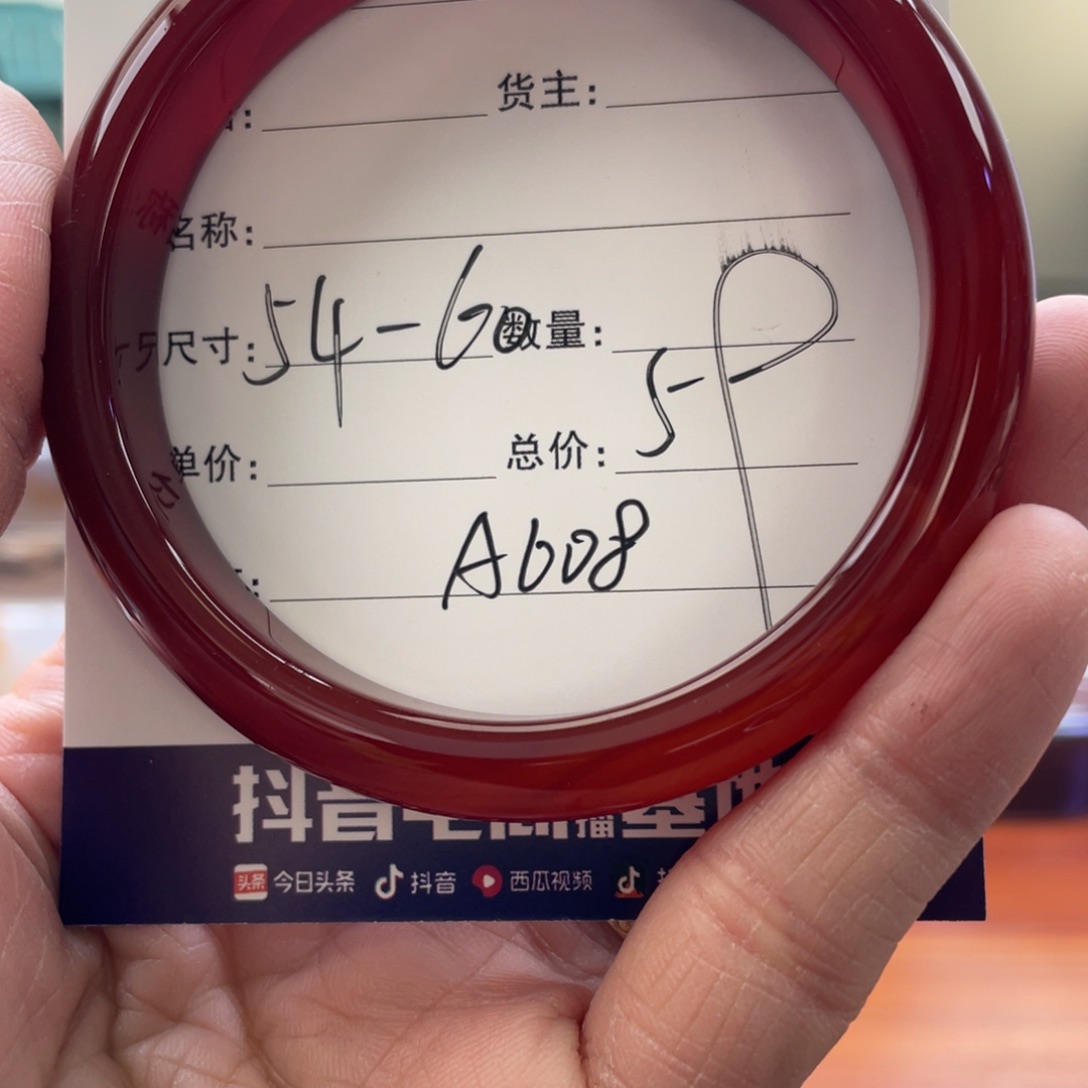 货主:
名称:
尺寸: 54-60 数量:
5-
单价: 总价:
A608
抖音
今日头条 抖音 西瓜视频